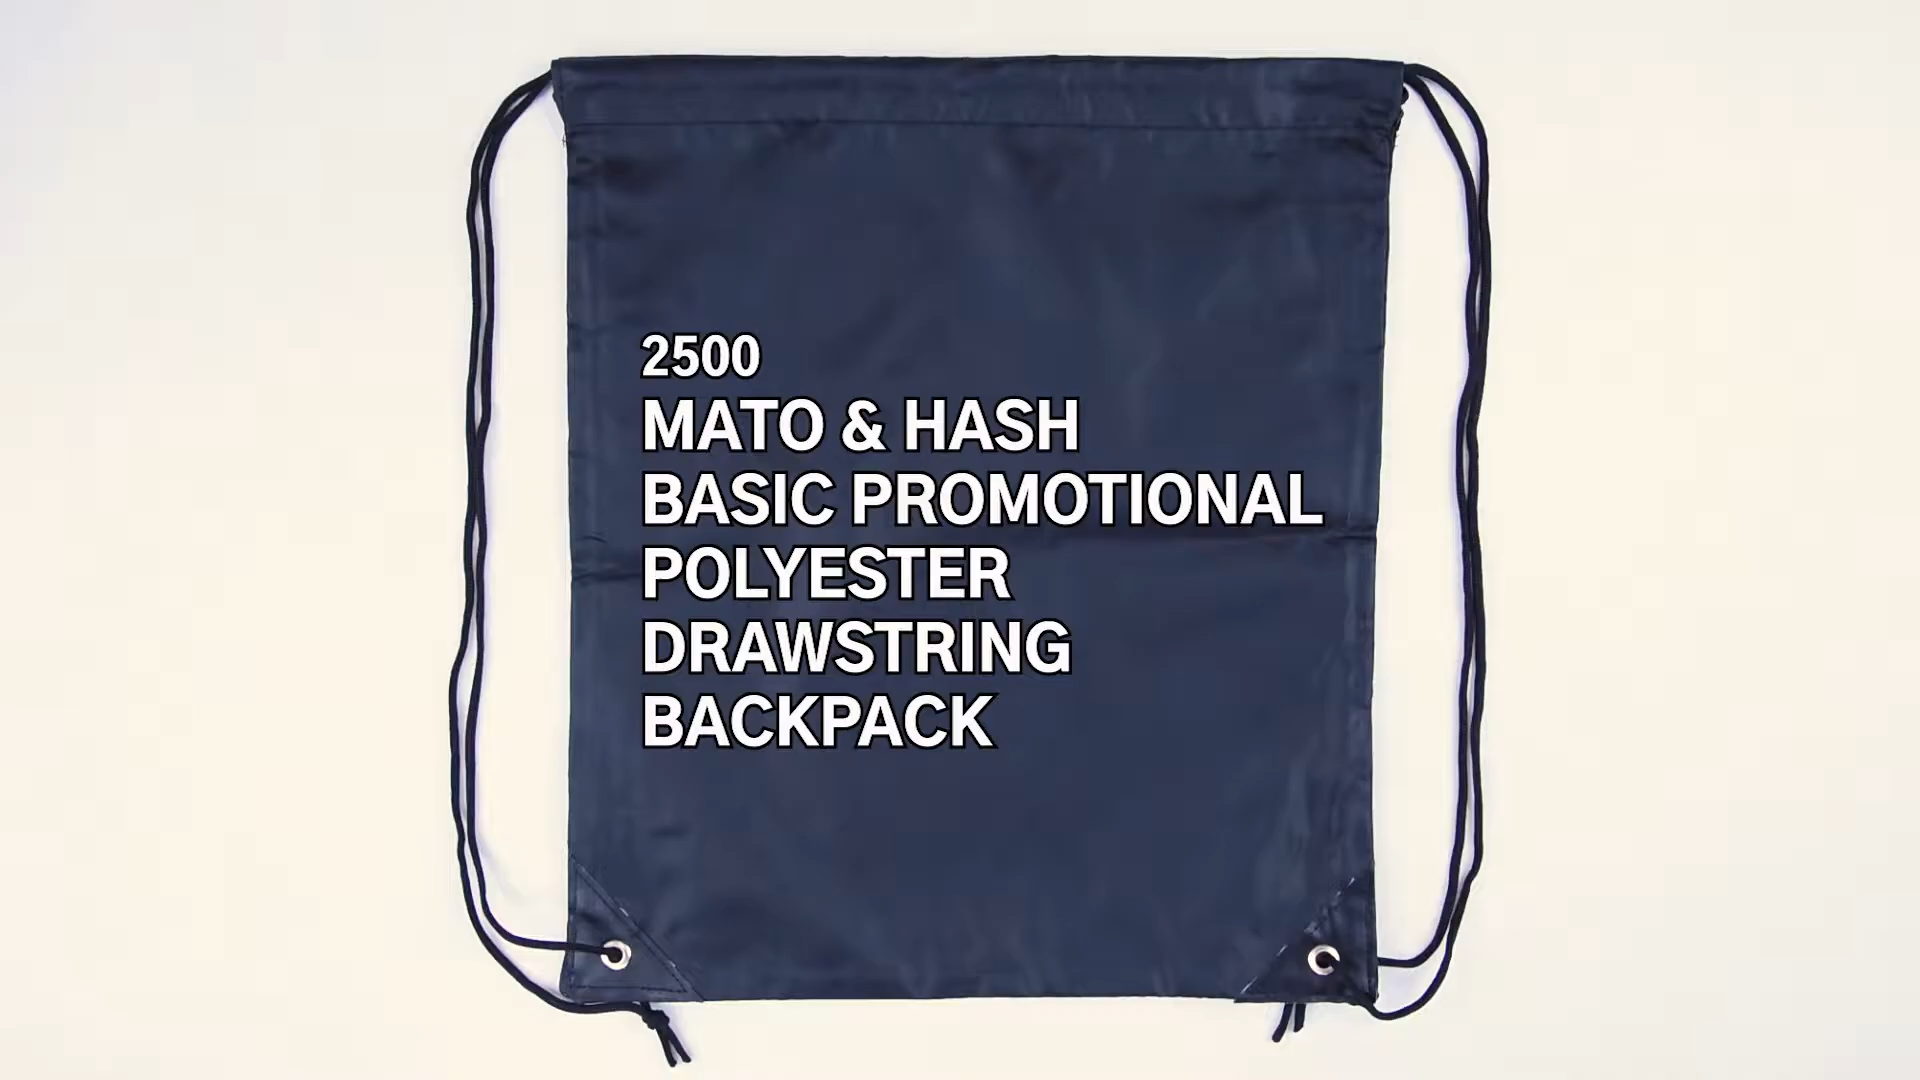 2500
MATO & HASH
BASIC PROMOTIONAL
POLYESTER
DRAWSTRING
BACKPACK